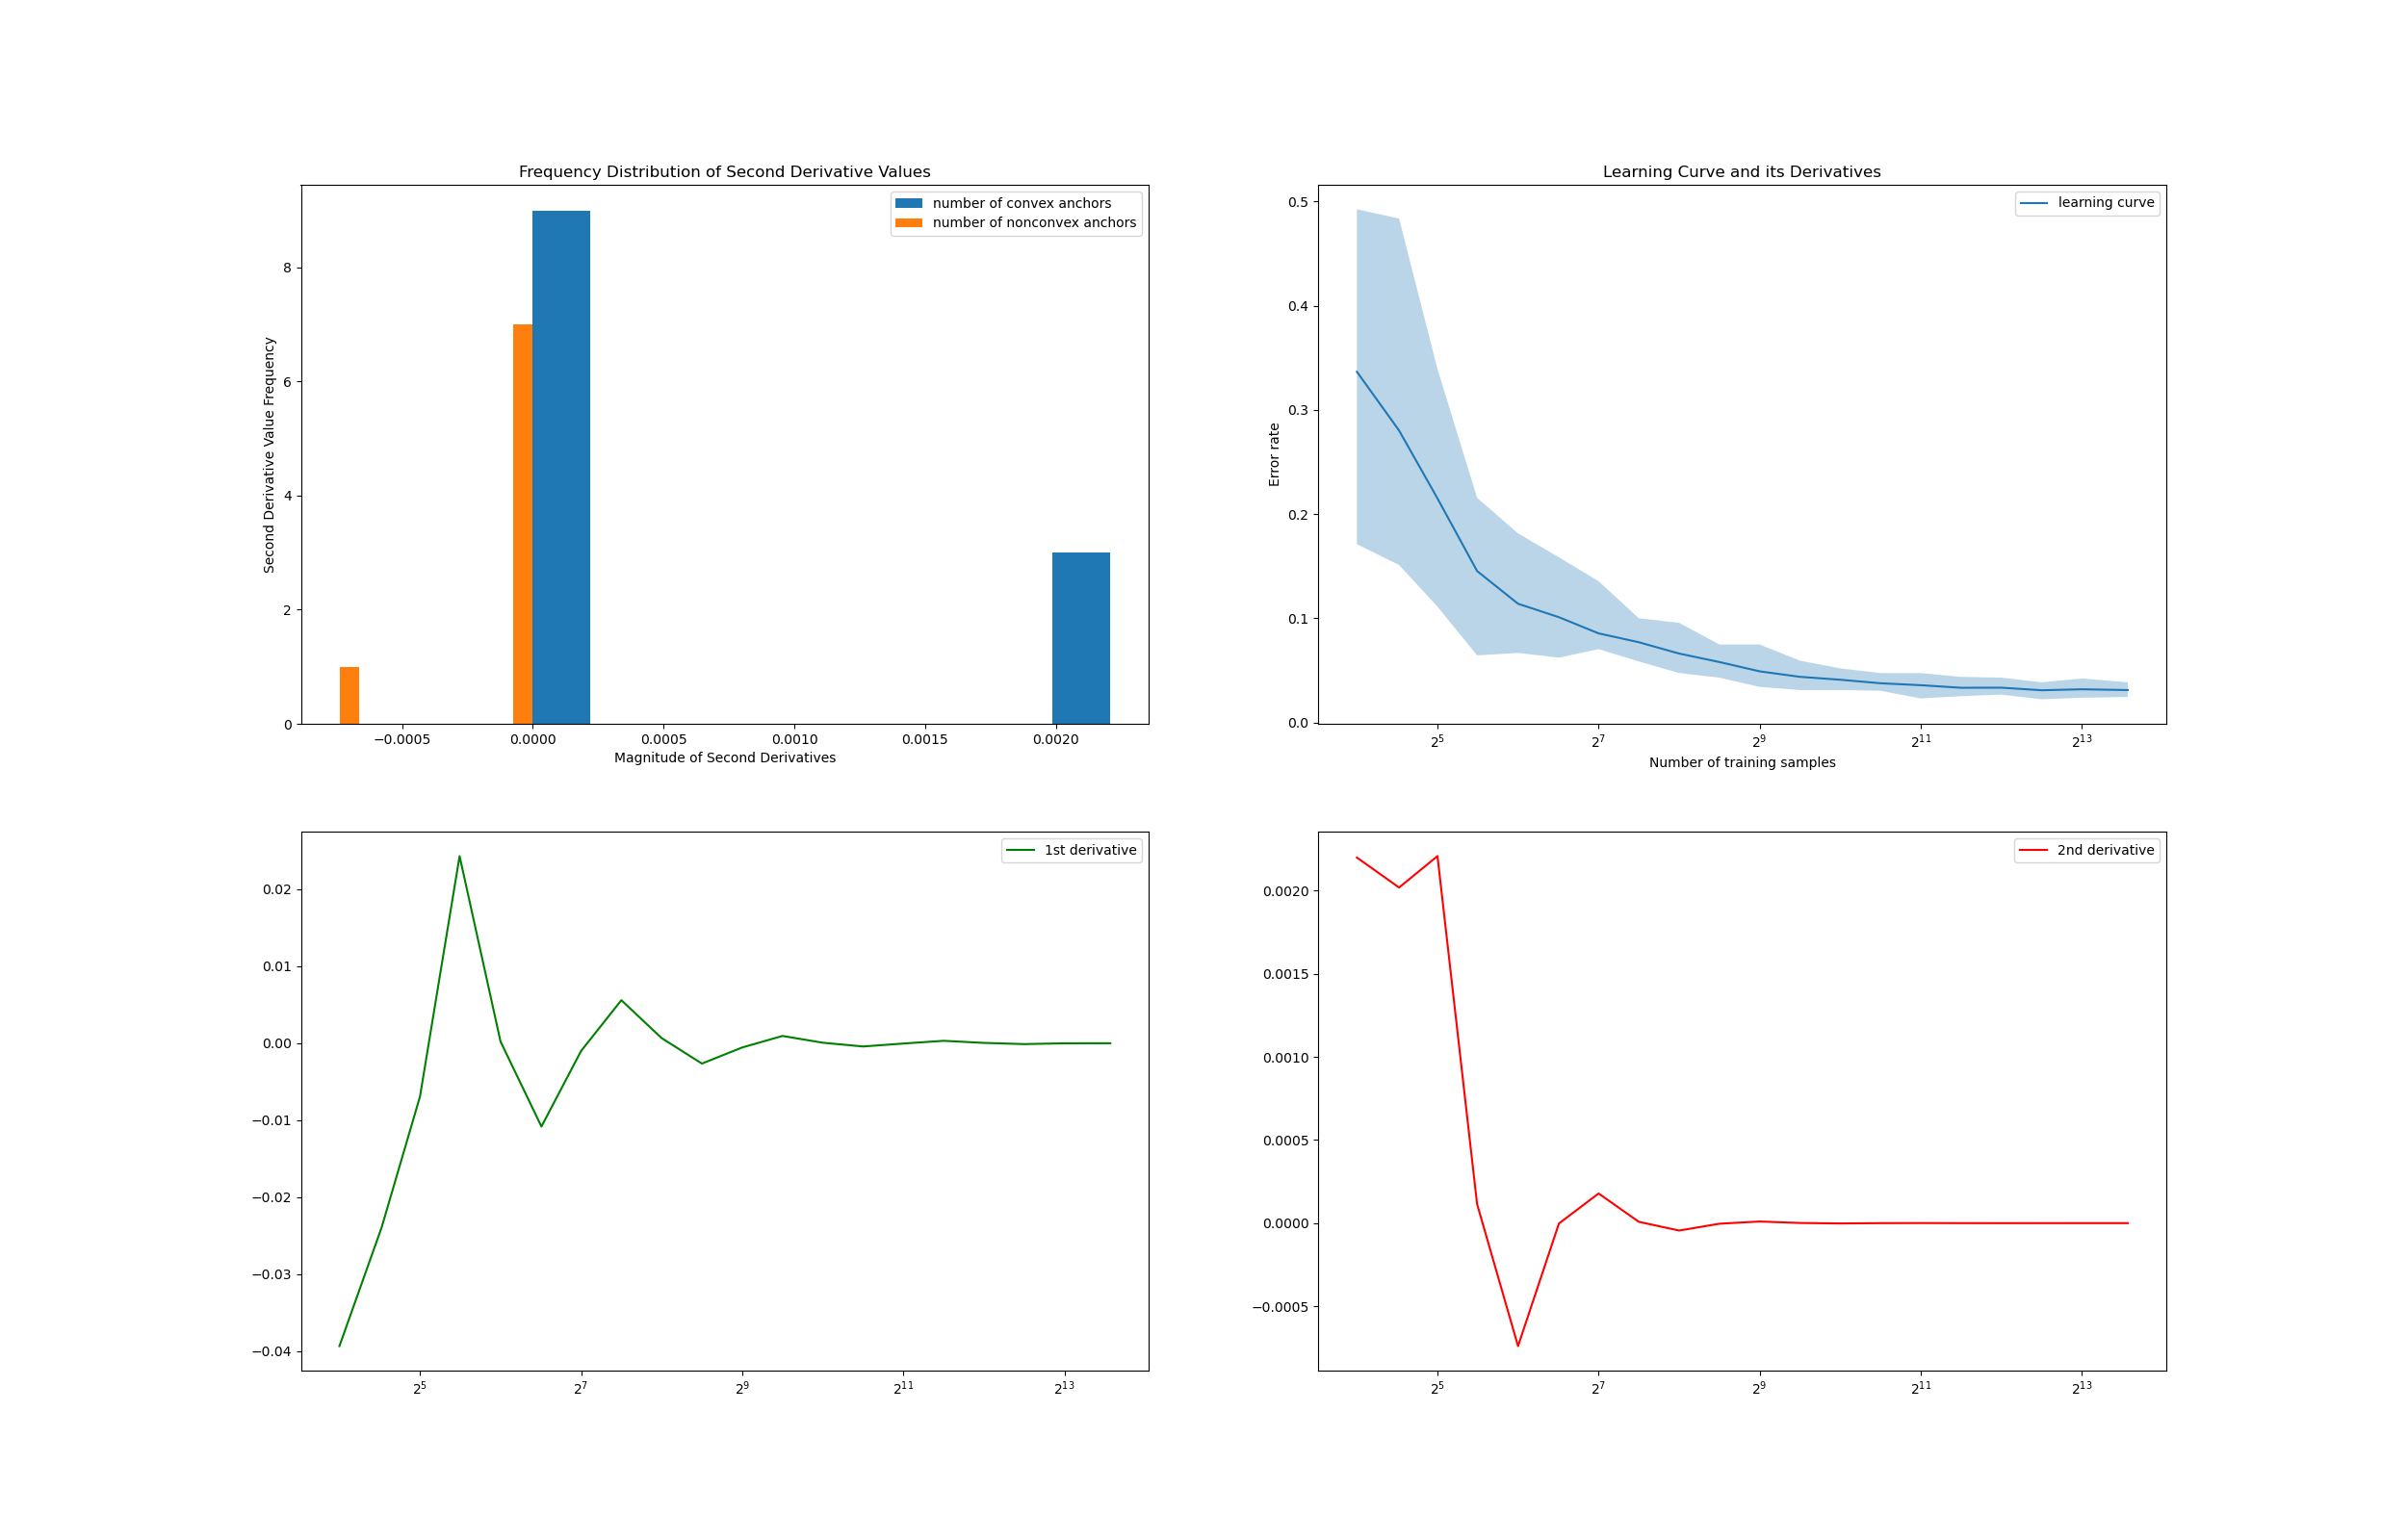 Frequency Distribution of Second Derivative Values
number of convex anchors
number of nonconvex anchors
Second Derivative Value Frequency
8
6
4
2
0
−0.0005 0.0000 0.0005 0.0010 0.0015 0.0020
Magnitude of Second Derivatives
Learning Curve and its Derivatives
learning curve
Error rate
0.5
0.4
0.3
0.2
0.1
0.0
2^5 2^7 2^9 2^11 2^13
Number of training samples
1st derivative
0.02
0.01
0.00
−0.01
−0.02
−0.03
−0.04
2^5 2^7 2^9 2^11 2^13
2nd derivative
0.0020
0.0015
0.0010
0.0005
0.0000
−0.0005
2^5 2^7 2^9 2^11 2^13